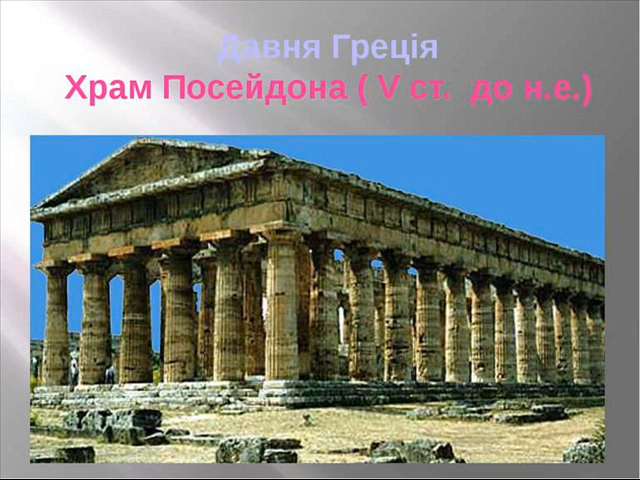 Давня Греція
Храм Посейдона ( V ст. до н.е.)